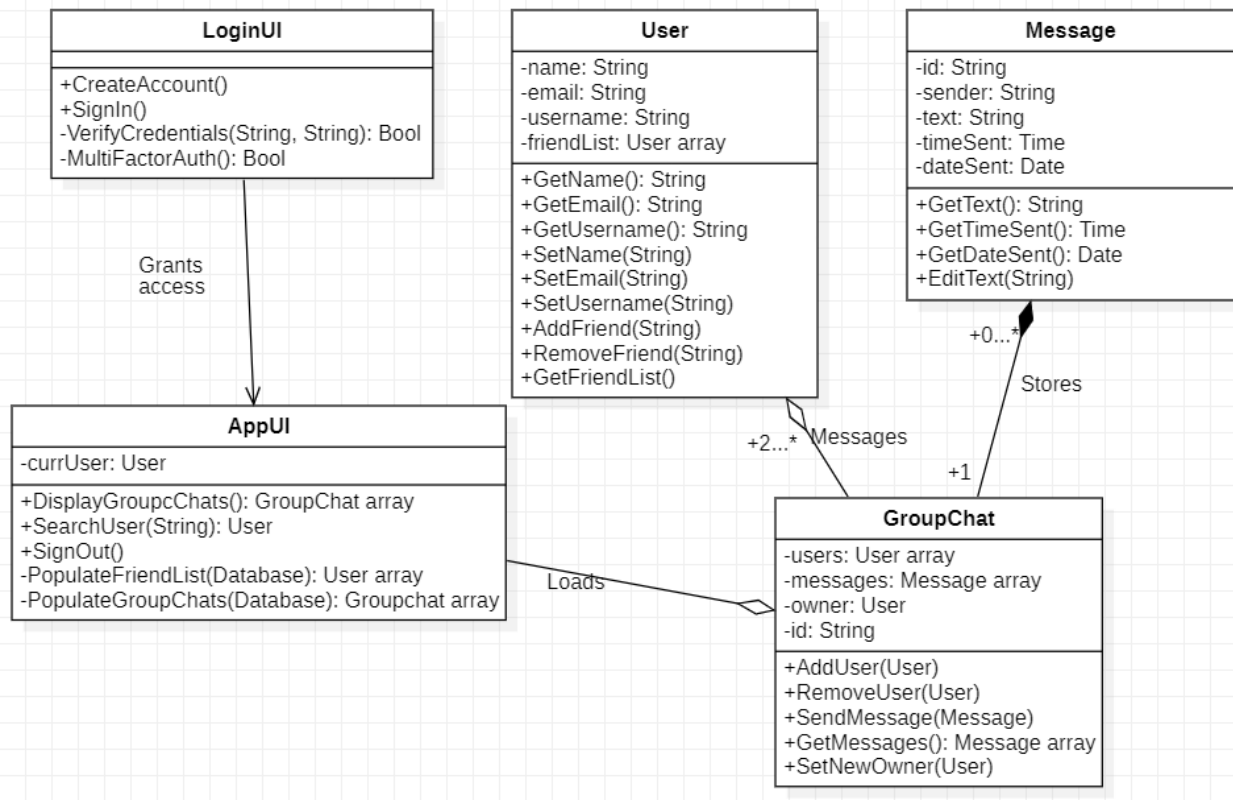 LoginUI
+CreateAccount()
+SignIn()
-VerifyCredentials(String, String): Bool
-MultiFactorAuth(): Bool
User
-name: String
-email: String
-username: String
-friendList: User array
+GetName(): String
+GetEmail(): String
+GetUsername(): String
+SetName(String)
+SetEmail(String)
+SetUsername(String)
+AddFriend(String)
+RemoveFriend(String)
+GetFriendList()
Message
-id: String
-sender: String
-text: String
-timeSent: Time
-dateSent: Date
+GetText(): String
+GetTimeSent(): Time
+GetDateSent(): Date
+EditText(String)
Grants
access
+0...*
Stores
+2...*
Messages
+1
AppUI
-currUser: User
+DisplayGroupcChats(): GroupChat array
+SearchUser(String): User
+SignOut()
-PopulateFriendList(Database): User array
-PopulateGroupChats(Database): Groupchat array
Loads
GroupChat
-users: User array
-messages: Message array
-owner: User
-id: String
+AddUser(User)
+RemoveUser(User)
+SendMessage(Message)
+GetMessages(): Message array
+SetNewOwner(User)